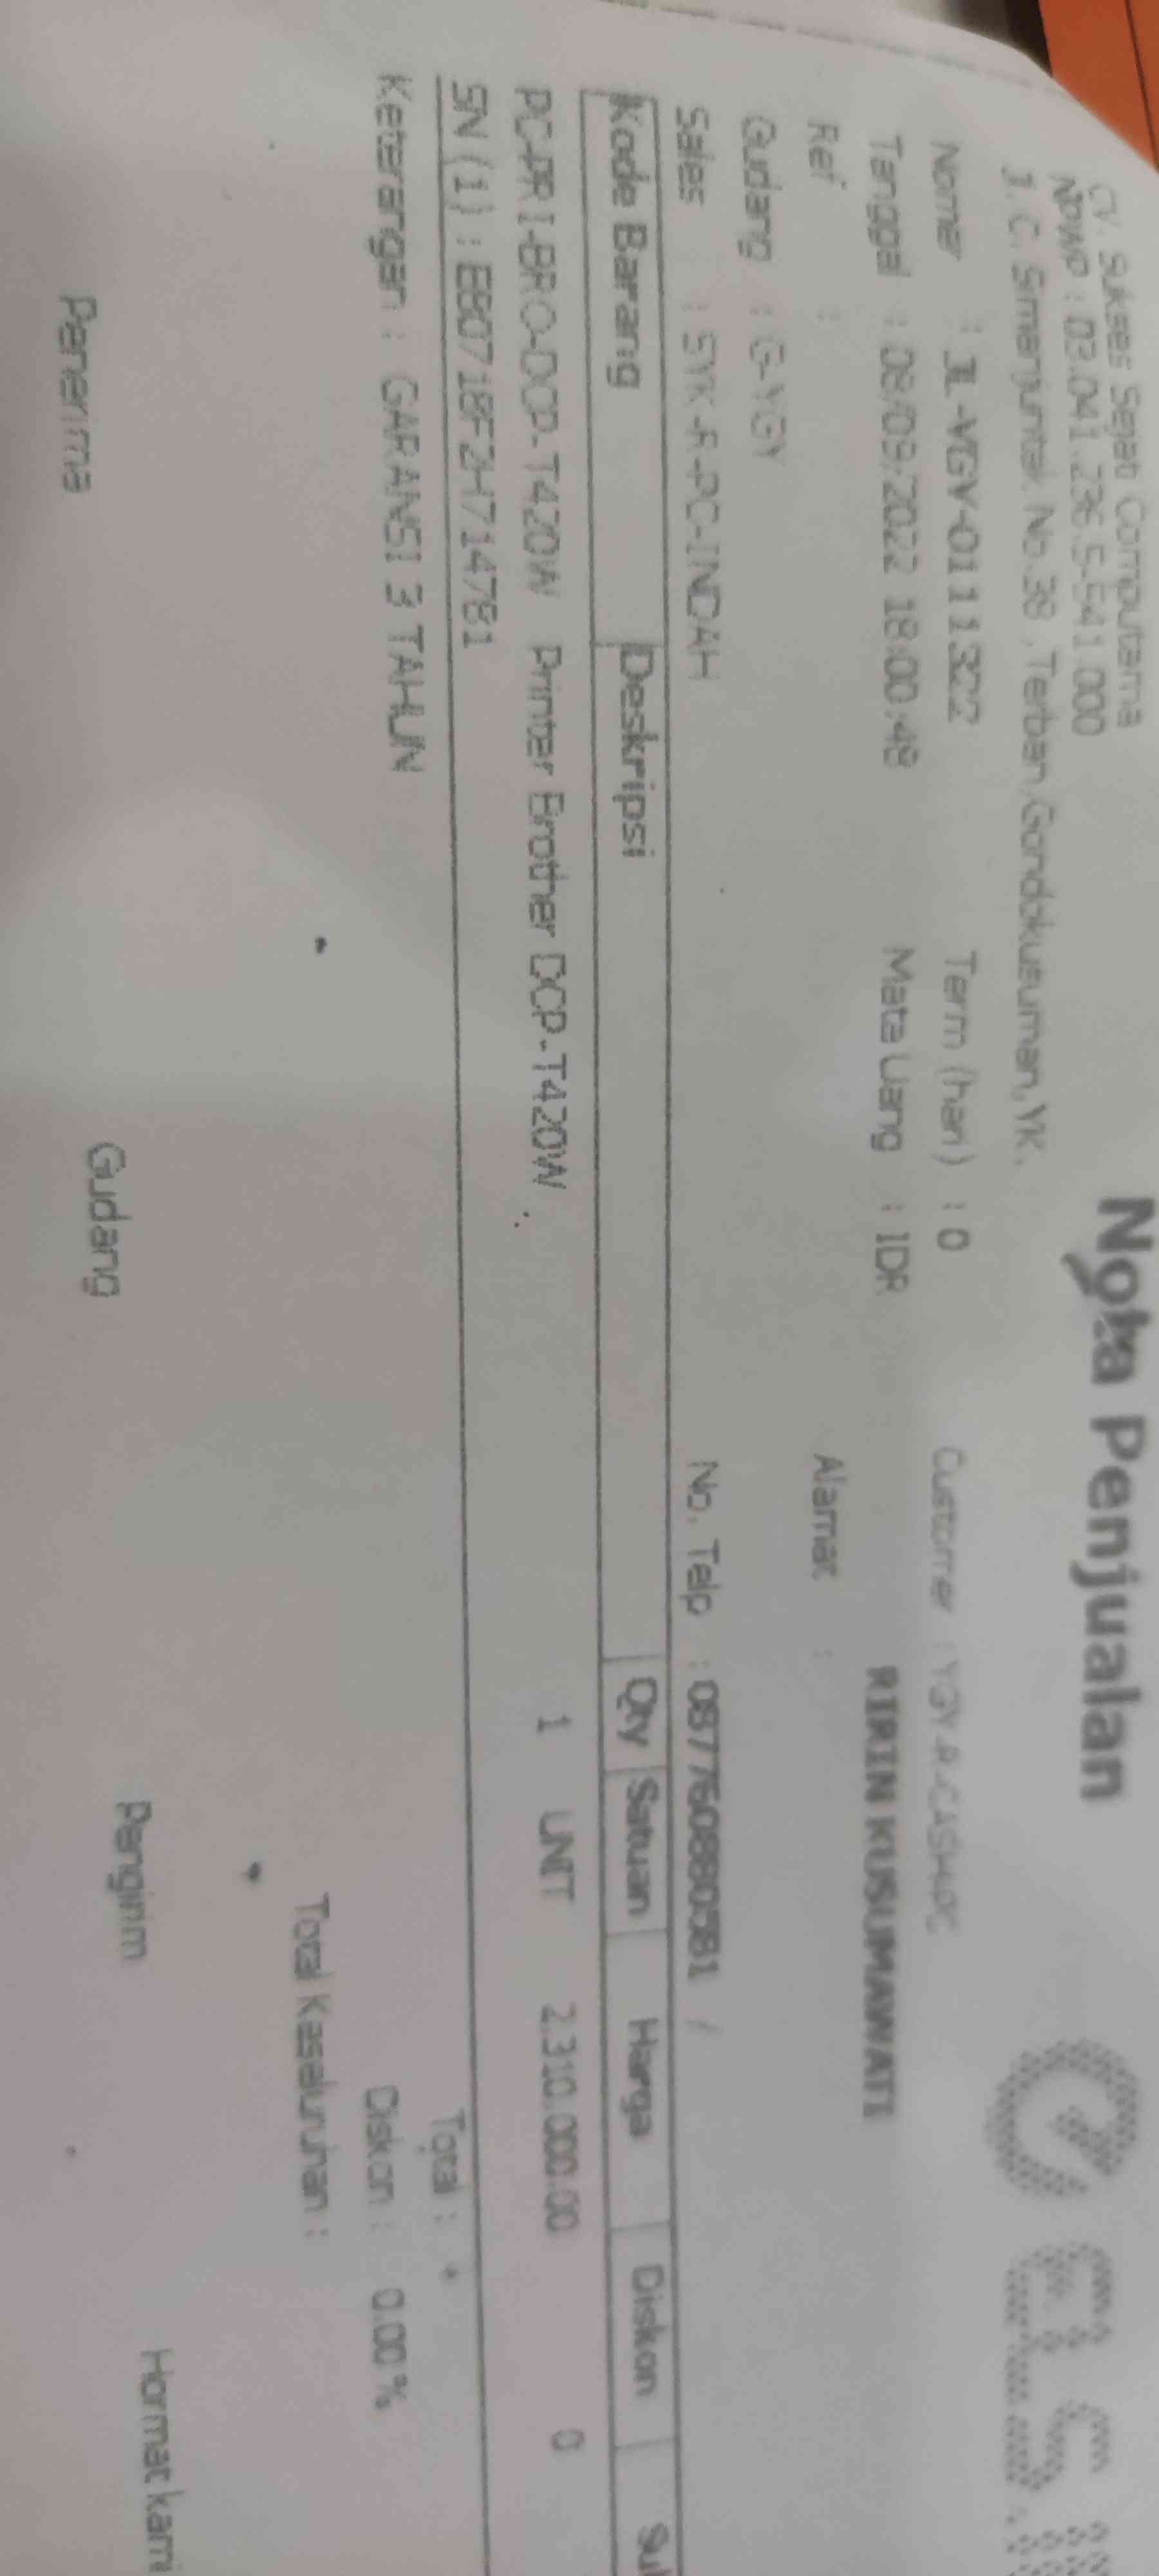 Nota Penjualan
CV. Sukses Sejati Computama
NPWP : 03.041.236.5-541.000
J. C. Simanjuntak No.38 , Terban,Gondokusuman,YK.
Nomer : JL-YGY-0111322 Term (hari) : 0 Customer : YGY-R-CASH-PC
Tanggal : 08/09/2022 18:00:48 Mata Uang : IDR RIRIN KUSUMAWATI
Ref : Alamat :
Gudang : G-YGY
Sales : SYK-R-PC-INDAH No. Telp : 087760880581 /
Kode Barang Deskripsi Qty Satuan Harga Diskon
PC-PRI-BRO-DCP-T420W Printer Brother DCP-T420W 1 UNIT 2.310.000.00 0
SN (1) : E80718F2H714781
Keterangan : GARANSI 3 TAHUN Total :
Diskon : 0.00 %
Total Keseluruhan :
Penerima Gudang Pengirim Hormat kami